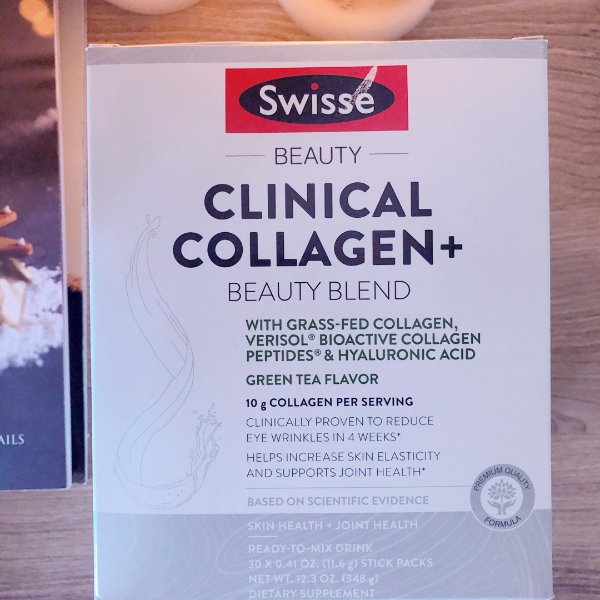 Swisse
BEAUTY
CLINICAL
COLLAGEN+
BEAUTY BLEND
WITH GRASS-FED COLLAGEN,
VERISOL® BIOACTIVE COLLAGEN
PEPTIDES® & HYALURONIC ACID
GREEN TEA FLAVOR
10 g COLLAGEN PER SERVING
CLINICALLY PROVEN TO REDUCE
EYE WRINKLES IN 4 WEEKS*
HELPS INCREASE SKIN ELASTICITY
AND SUPPORTS JOINT HEALTH*
PREMIUM QUALITY
FORMULA
BASED ON SCIENTIFIC EVIDENCE
SKIN HEALTH + JOINT HEALTH
READY-TO-MIX DRINK
30 X 0.41 OZ. (11.6 g) STICK PACKS
NET WT. 12.3 OZ. (348 g)
DIETARY SUPPLEMENT
AILS